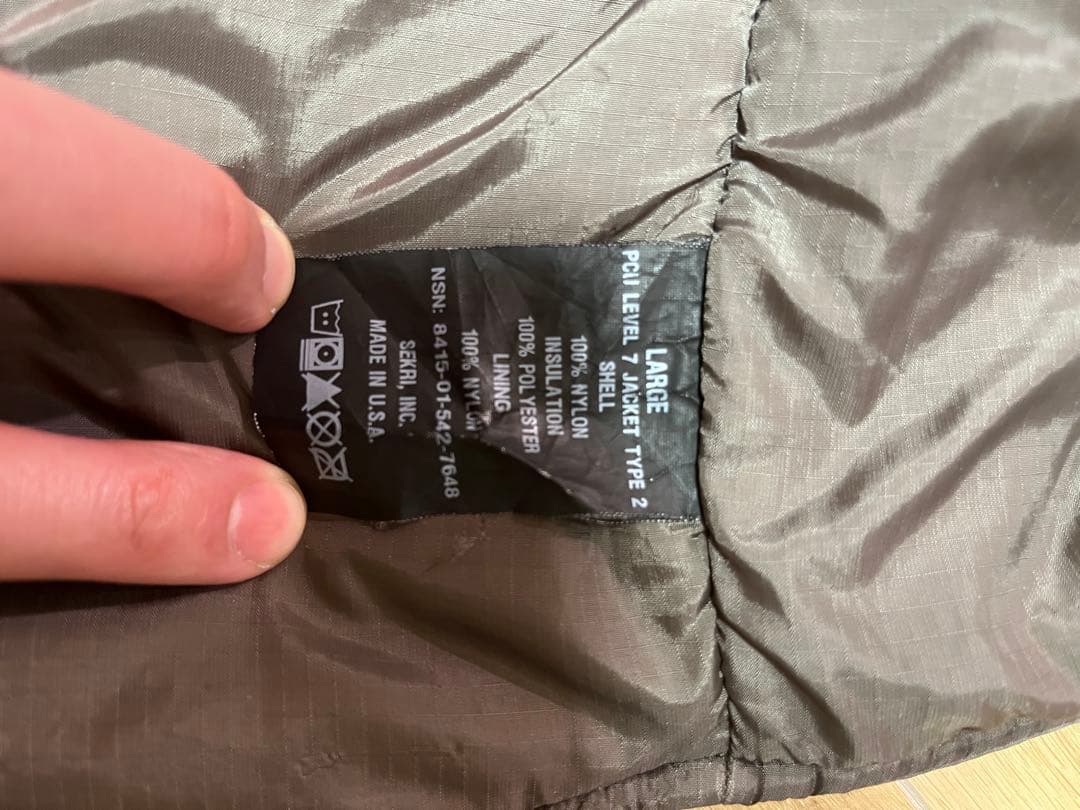 LARGE
PCU LEVEL 7 JACKET TYPE 2
SHELL
100% NYLON
INSULATION
100% POLYESTER
LINING
100% NYLON
NSN: 8415-01-542-7648
SEKRI, INC.
MADE IN U.S.A.